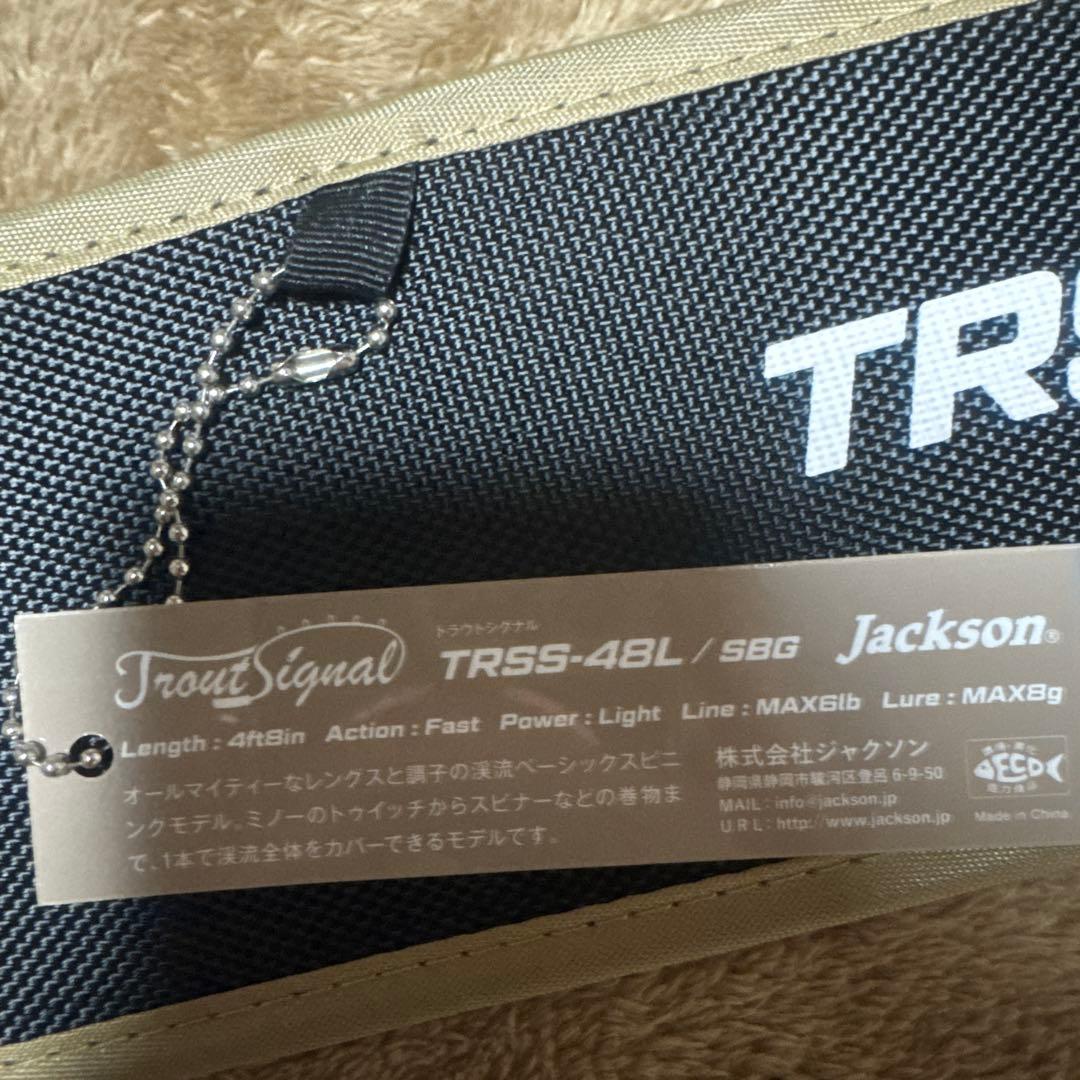 TRS
Trout Signal
トラウトシグナル
TRSS-48L / SBG
Jackson®
Length : 4ft8in Action : Fast Power : Light Line : MAX6lb Lure : MAX8g
オールマイティーなレングスと調子の渓流ベーシックスピニ
ングモデル。ミノーのトゥイッチからスピナーなどの巻物ま
で、1本で渓流全体をカバーできるモデルです。
株式会社ジャクソン
静岡県静岡市駿河区登呂 6-9-50
MAIL : info@jackson.jp
URL : http://www.jackson.jp
DECO
Made in China